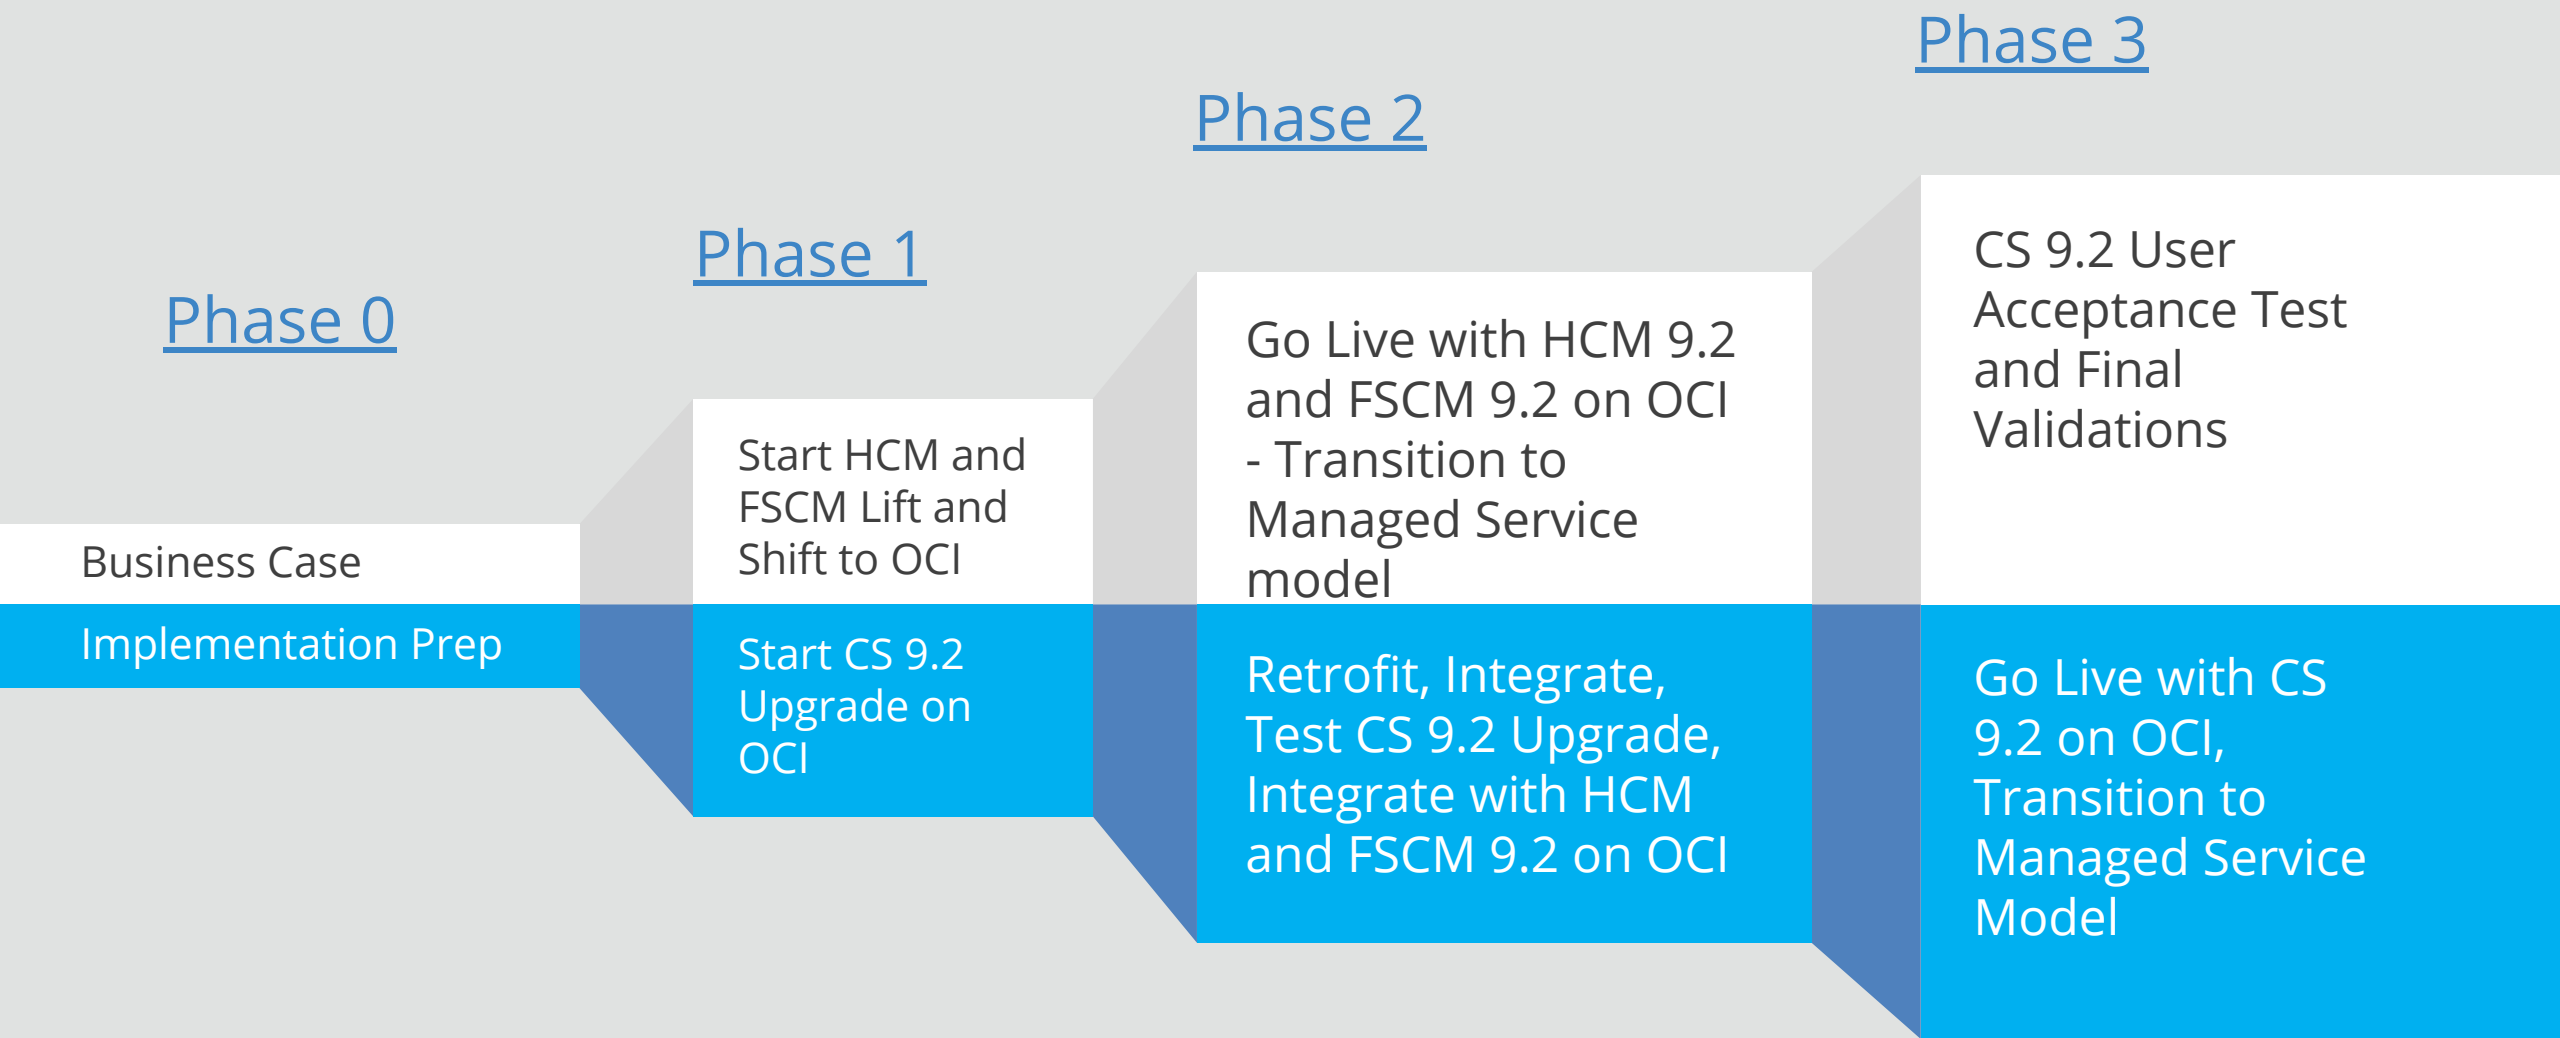 Phase 0
Business Case
Implementation Prep
Phase 1
Start HCM and
FSCM Lift and
Shift to OCI
Start CS 9.2
Upgrade on
OCI
Phase 2
Go Live with HCM 9.2
and FSCM 9.2 on OCI
- Transition to
Managed Service
model
Retrofit, Integrate,
Test CS 9.2 Upgrade,
Integrate with HCM
and FSCM 9.2 on OCI
Phase 3
CS 9.2 User
Acceptance Test
and Final
Validations
Go Live with CS
9.2 on OCI,
Transition to
Managed Service
Model